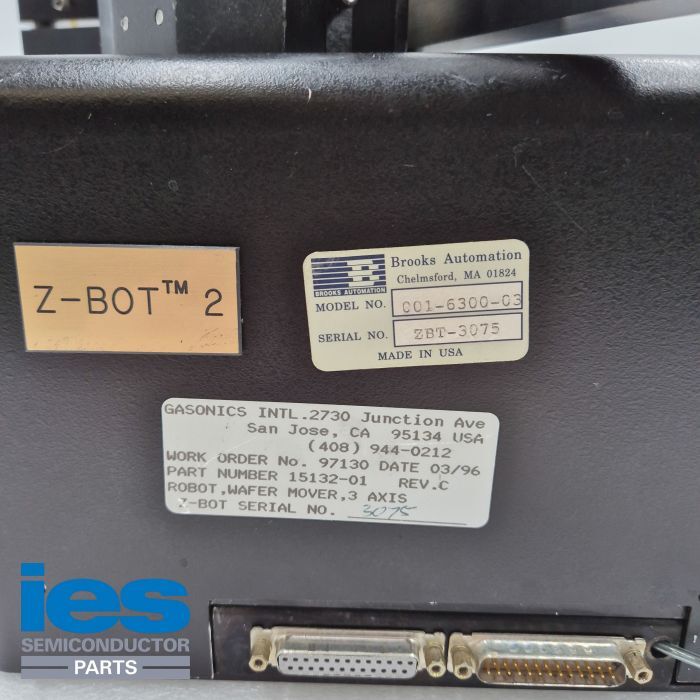 Z-BOT™ 2
Brooks Automation
Chelmsford, MA 01824
BROOKS AUTOMATION
MODEL NO. 001-6300-03
SERIAL NO. ZBT-3075
MADE IN USA
GASONICS INTL.2730 Junction Ave
San Jose, CA 95134 USA
(408) 944-0212
WORK ORDER No. 97130 DATE 03/96
PART NUMBER 15132-01 REV.C
ROBOT,WAFER MOVER,3 AXIS
Z-BOT SERIAL NO. 3075
ies
SEMICONDUCTOR
PARTS